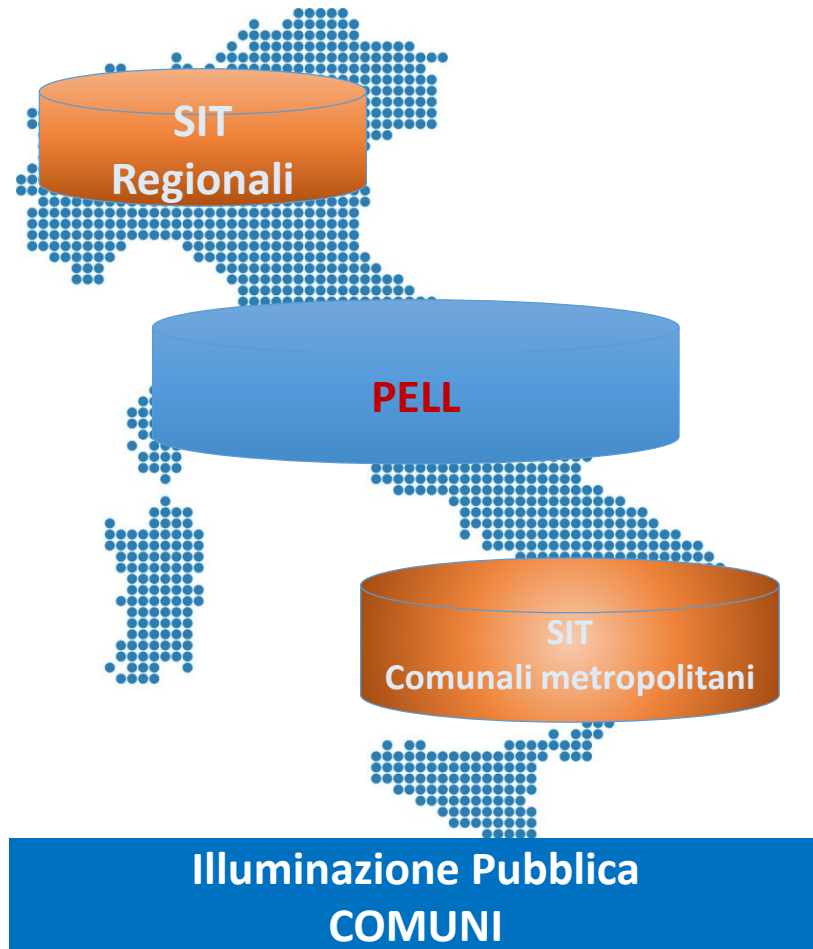 SIT
Regionali
PELL
SIT
Comunali metropolitani
Illuminazione Pubblica
COMUNI